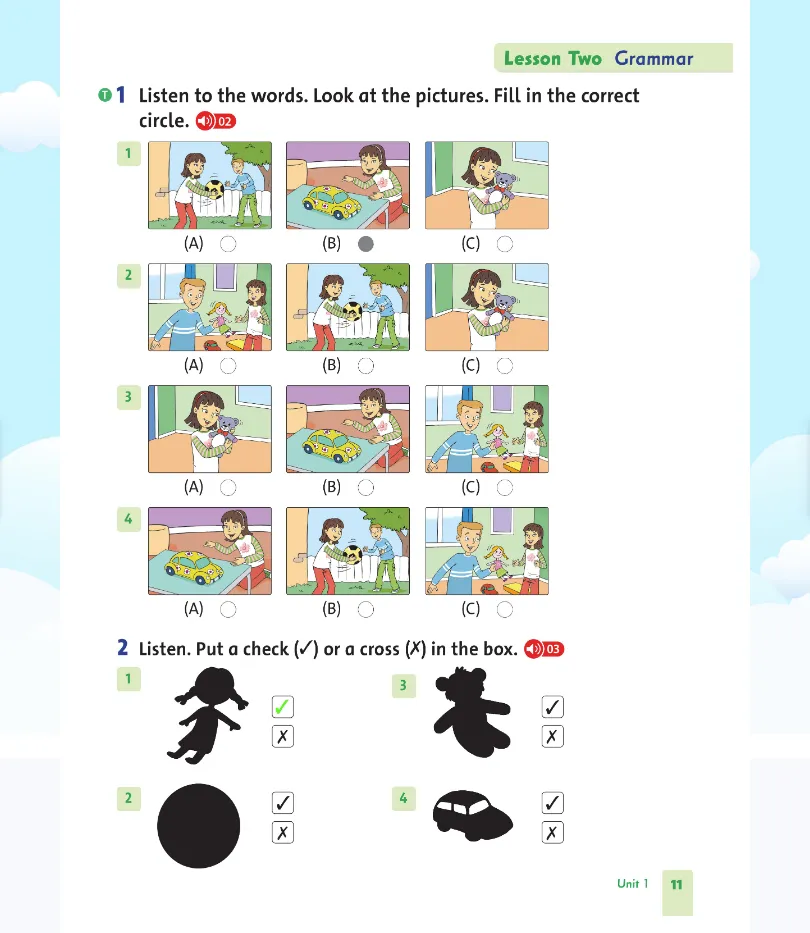 Lesson Two Grammar
T 1 Listen to the words. Look at the pictures. Fill in the correct
circle. 02
1
(A) (B) (C)
2
(A) (B) (C)
3
(A) (B) (C)
4
(A) (B) (C)
2 Listen. Put a check (✓) or a cross (✗) in the box. 03
1
✓
✗
3
✓
✗
2
✓
✗
4
✓
✗
Unit 1 11